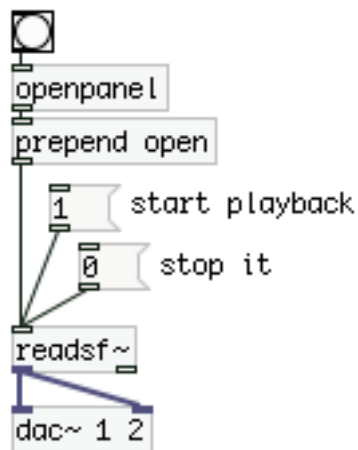 openpanel
prepend open
1 start playback
0 stop it
readsf~
dac~ 1 2